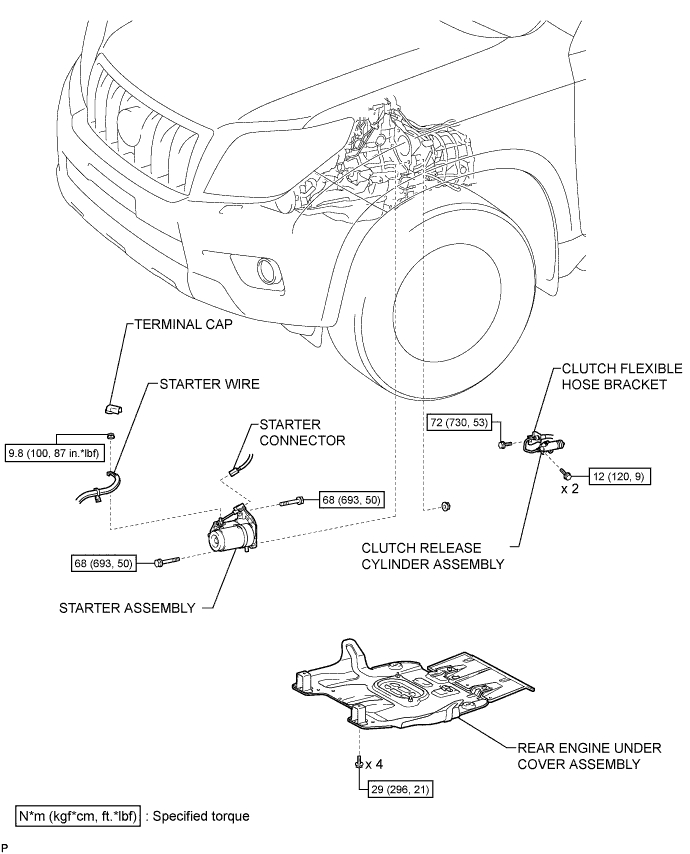 TERMINAL CAP
STARTER WIRE
CLUTCH FLEXIBLE
HOSE BRACKET
72 (730, 53)
STARTER
CONNECTOR
9.8 (100, 87 in.*lbf)
12 (120, 9)
x 2
68 (693, 50)
CLUTCH RELEASE
CYLINDER ASSEMBLY
68 (693, 50)
STARTER ASSEMBLY
REAR ENGINE UNDER
COVER ASSEMBLY
x 4
29 (296, 21)
N*m (kgf*cm, ft.*lbf) : Specified torque
P